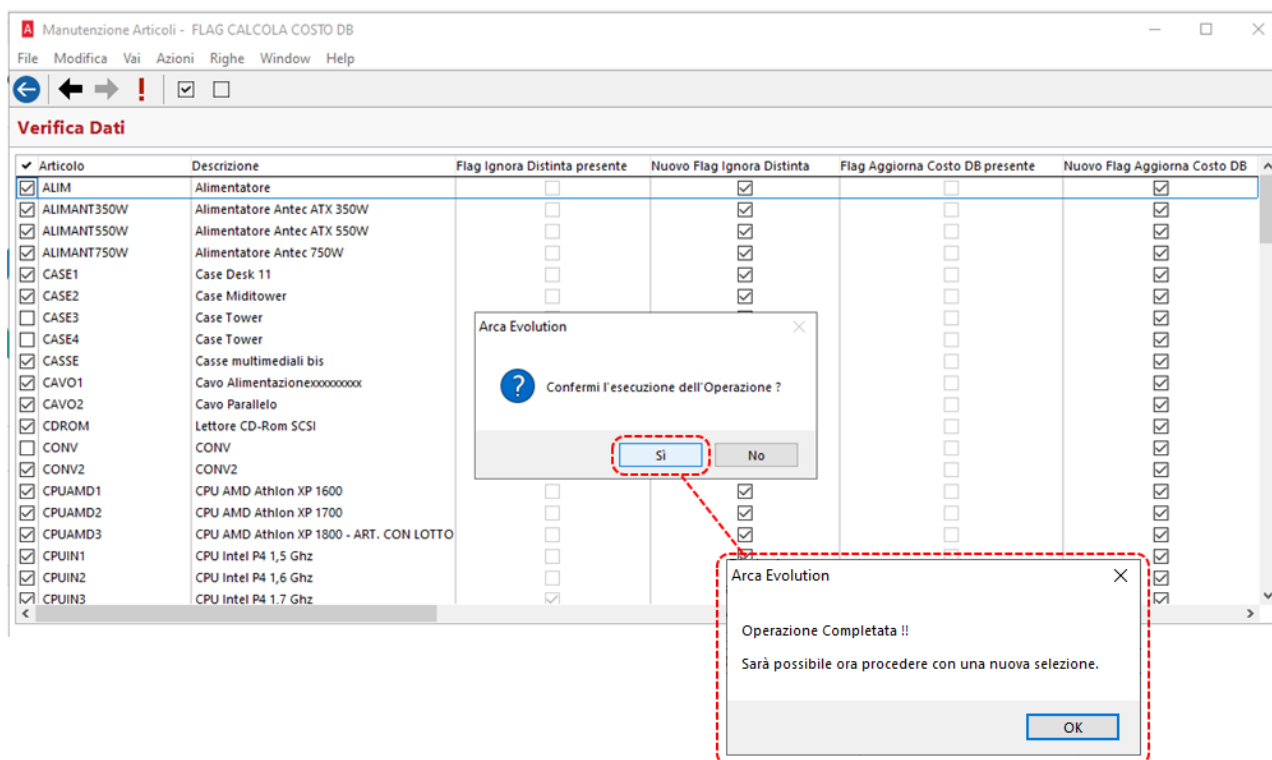 A Manutenzione Articoli - FLAG CALCOLA COSTO DB
File Modifica Vai Azioni Righe Window Help
Verifica Dati
Articolo Descrizione Flag Ignora Distinta presente Nuovo Flag Ignora Distinta Flag Aggiorna Costo DB presente Nuovo Flag Aggiorna Costo DB
ALIM Alimentatore
ALIMANT350W Alimentatore Antec ATX 350W
ALIMANT550W Alimentatore Antec ATX 550W
ALIMANT750W Alimentatore Antec 750W
CASE1 Case Desk 11
CASE2 Case Miditower
CASE3 Case Tower
CASE4 Case Tower
CASSE Casse multimediali bis
CAVO1 Cavo Alimentazionexxxxxxxxx
CAVO2 Cavo Parallelo
CDROM Lettore CD-Rom SCSI
CONV CONV
CONV2 CONV2
CPUAMD1 CPU AMD Athlon XP 1600
CPUAMD2 CPU AMD Athlon XP 1700
CPUAMD3 CPU AMD Athlon XP 1800 - ART. CON LOTTO
CPUIN1 CPU Intel P4 1,5 Ghz
CPUIN2 CPU Intel P4 1,6 Ghz
CPUIN3 CPU Intel P4 1.7 Ghz
Arca Evolution
Confermi l'esecuzione dell'Operazione ?
Sì No
Arca Evolution
Operazione Completata !!
Sarà possibile ora procedere con una nuova selezione.
OK